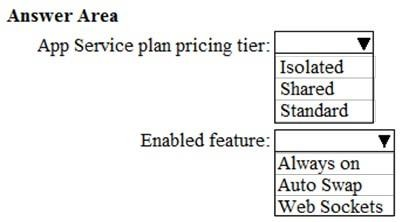 Answer Area
App Service plan pricing tier:
Isolated
Shared
Standard
Enabled feature:
Always on
Auto Swap
Web Sockets